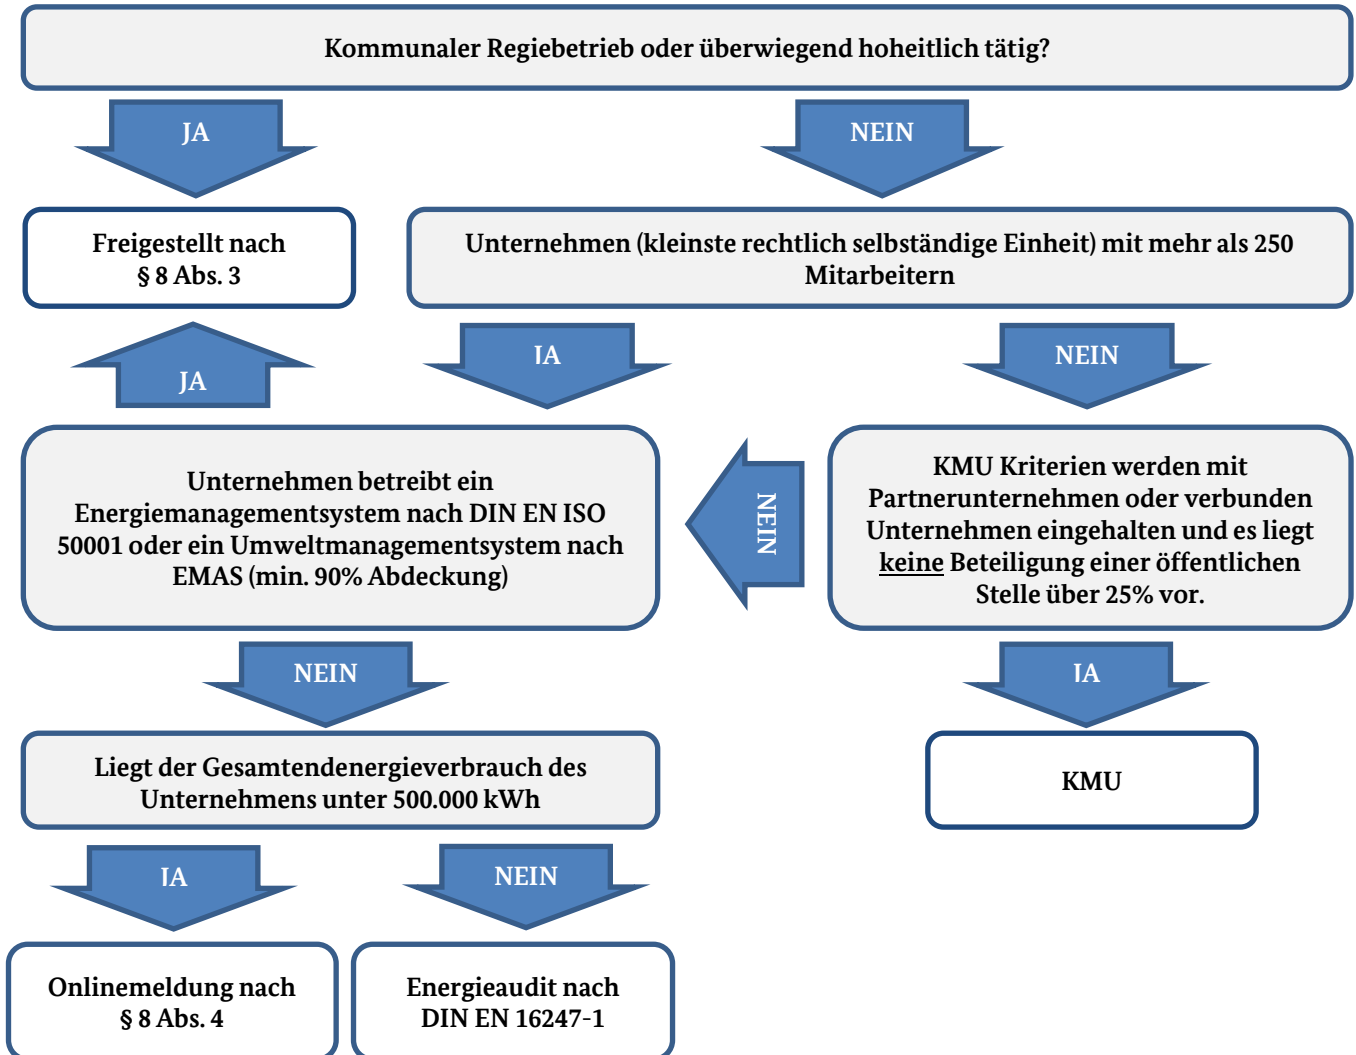 Kommunaler Regiebetrieb oder überwiegend hoheitlich tätig?
JA
NEIN
Freigestellt nach
§ 8 Abs. 3
Unternehmen (kleinste rechtlich selbständige Einheit) mit mehr als 250
Mitarbeitern
JA
JA
NEIN
Unternehmen betreibt ein
Energiemanagementsystem nach DIN EN ISO
50001 oder ein Umweltmanagementsystem nach
EMAS (min. 90% Abdeckung)
NEIN
KMU Kriterien werden mit
Partnerunternehmen oder verbunden
Unternehmen eingehalten und es liegt
keine Beteiligung einer öffentlichen
Stelle über 25% vor.
NEIN
JA
Liegt der Gesamtendenergieverbrauch des
Unternehmens unter 500.000 kWh
KMU
JA
NEIN
Onlinemeldung nach
§ 8 Abs. 4
Energieaudit nach
DIN EN 16247-1